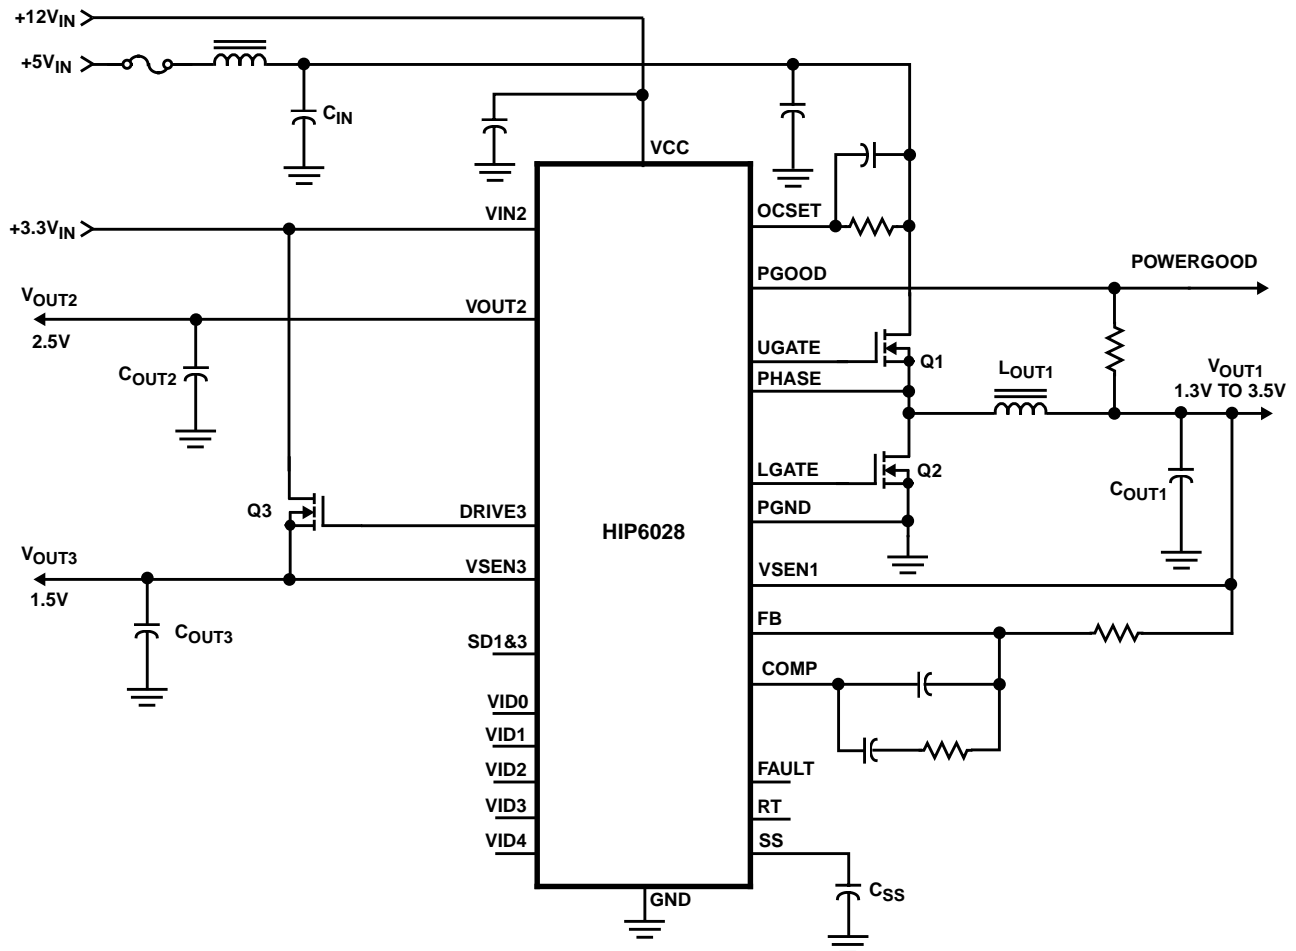 +12VIN
+5VIN
CIN
VCC
+3.3VIN
VIN2
OCSET
PGOOD
POWERGOOD
VOUT2
2.5V
VOUT2
COUT2
UGATE
Q1
PHASE
LOUT1
VOUT1
1.3V TO 3.5V
LGATE
Q2
COUT1
PGND
Q3
DRIVE3
HIP6028
VOUT3
1.5V
VSEN3
VSEN1
COUT3
FB
SD1&3
COMP
VID0
VID1
VID2
FAULT
VID3
RT
VID4
SS
CSS
GND